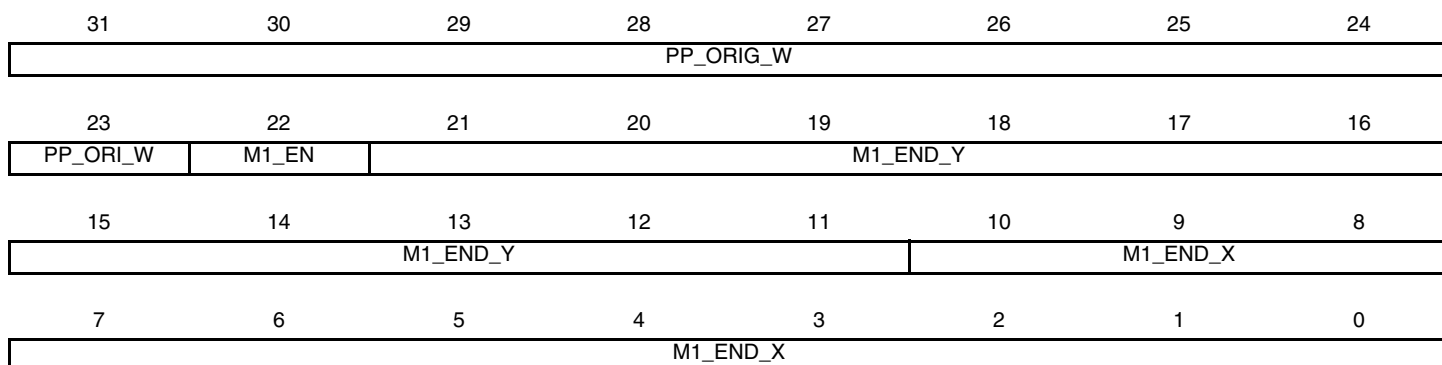 31 30 29 28 27 26 25 24
PP_ORIG_W
23 22 21 20 19 18 17 16
PP_ORI_W M1_EN M1_END_Y
15 14 13 12 11 10 9 8
M1_END_Y M1_END_X
7 6 5 4 3 2 1 0
M1_END_X